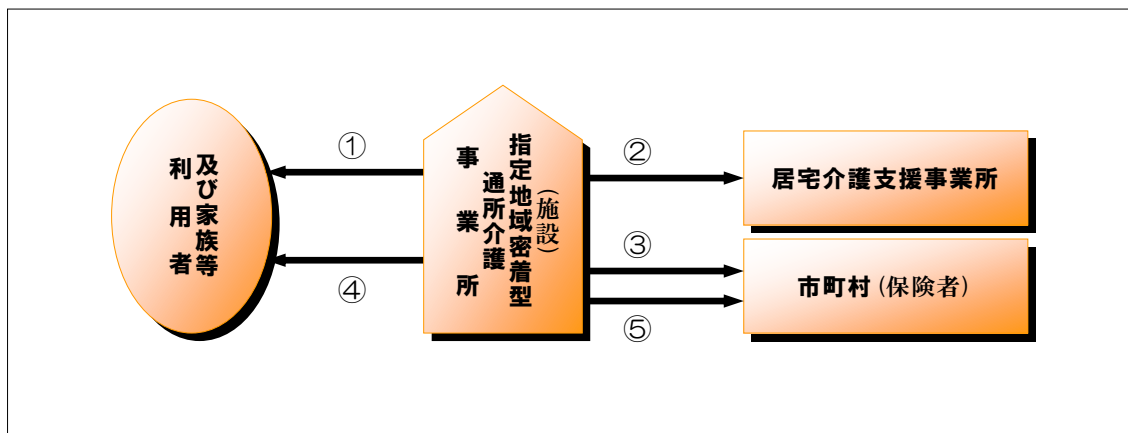 利用者
及び家族等
①
④
指定地域密着型
通所介護
事業所
(施設)
②
居宅介護支援事業所
③
市町村(保険者)
⑤